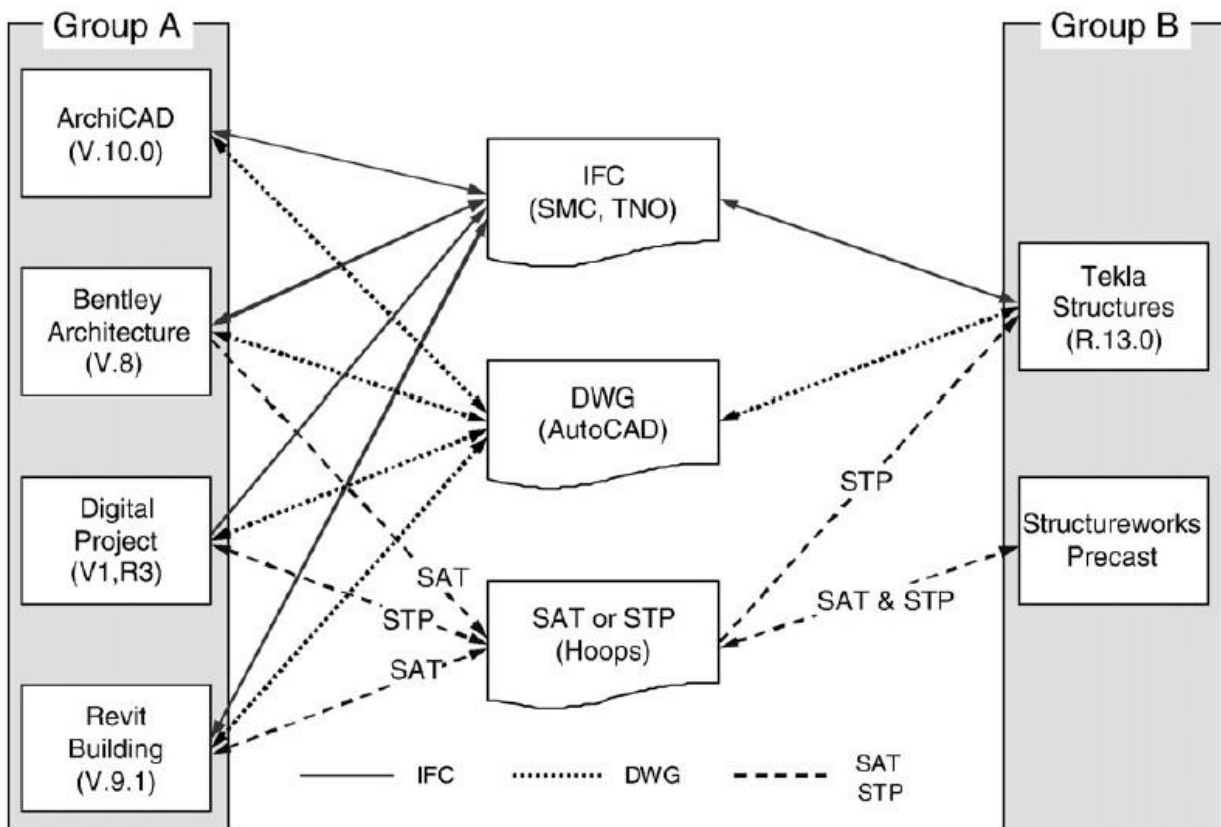 Group A
ArchiCAD
(V.10.0)
Bentley
Architecture
(V.8)
Digital
Project
(V1,R3)
Revit
Building
(V.9.1)
IFC
(SMC, TNO)
DWG
(AutoCAD)
SAT or STP
(Hoops)
SAT
STP
SAT
STP
SAT & STP
Group B
Tekla
Structures
(R.13.0)
Structureworks
Precast
IFC
DWG
SAT
STP